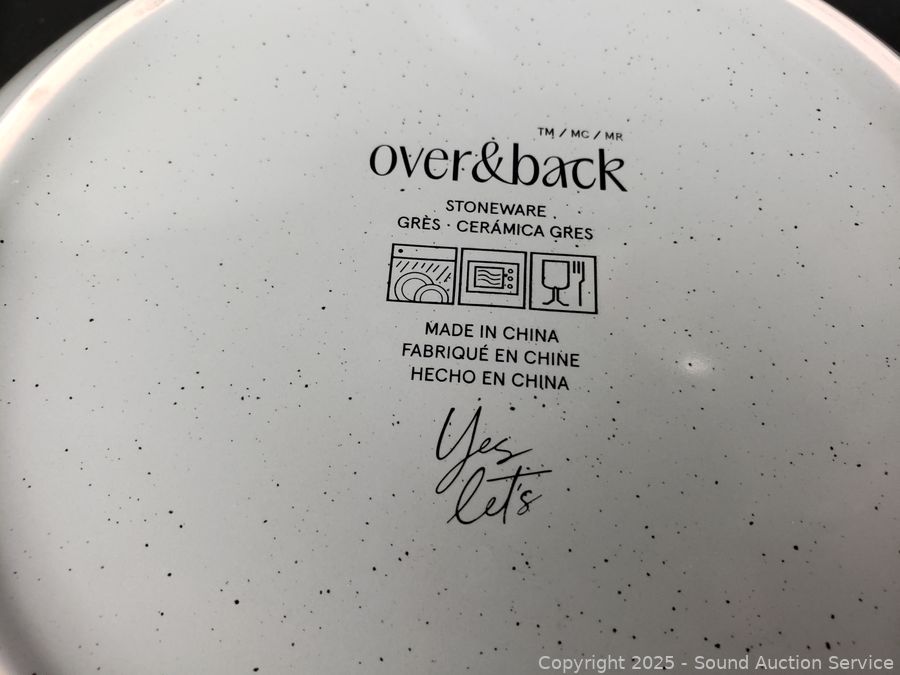 TM / MC / MR
over&back
STONEWARE
GRÈS · CERÁMICA GRES
MADE IN CHINA
FABRIQUÉ EN CHINE
HECHO EN CHINA
Yes
let's
Copyright 2025 - Sound Auction Service